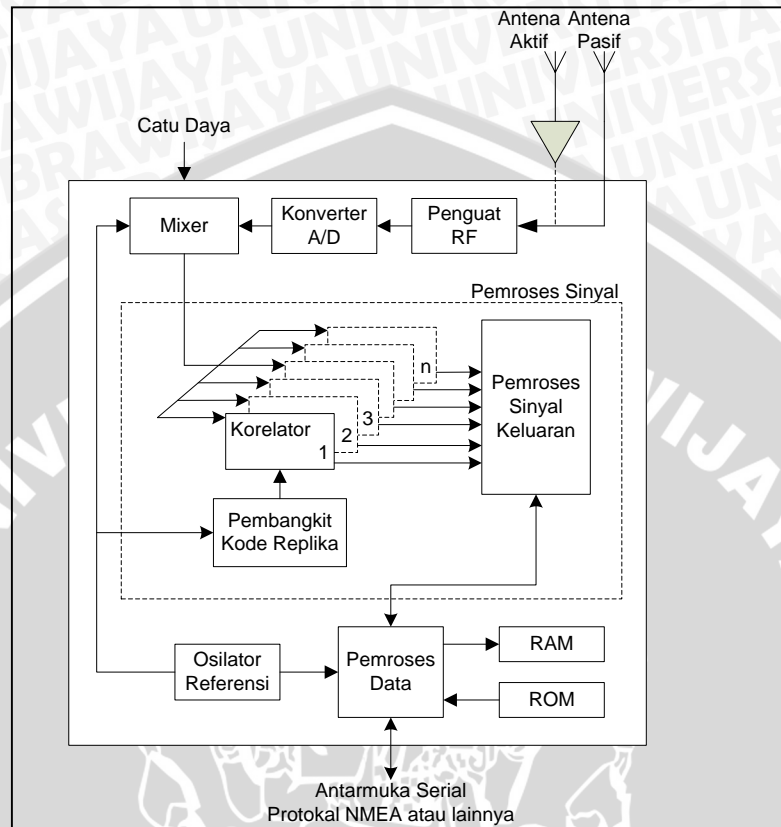 Antena Aktif
Antena Pasif
Catu Daya
Mixer
Konverter A/D
Penguat RF
Pemroses Sinyal
n
3
2
Korelator
1
Pemroses Sinyal Keluaran
Pembangkit Kode Replika
Osilator Referensi
Pemroses Data
RAM
ROM
Antarmuka Serial
Protokal NMEA atau lainnya